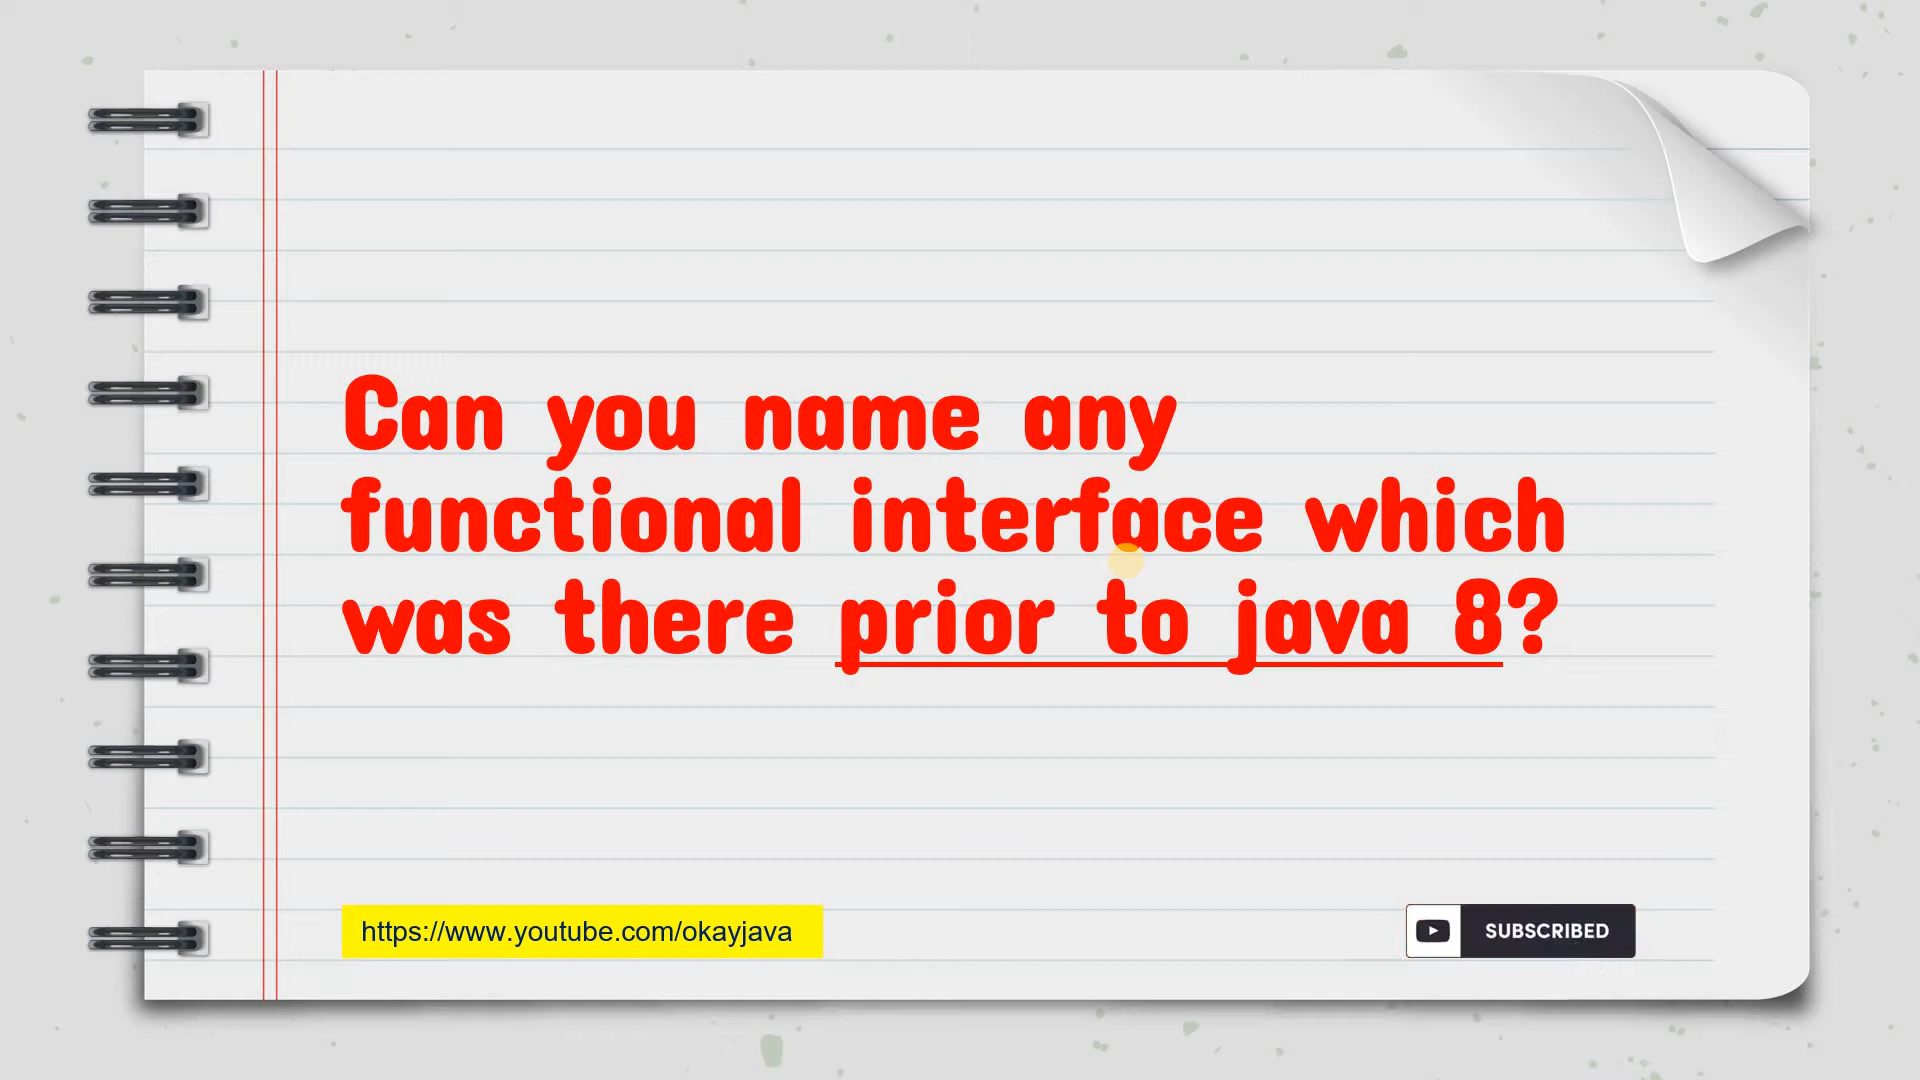 Can you name any
functional interface which
was there prior to java 8?
https://www.youtube.com/okayjava
SUBSCRIBED